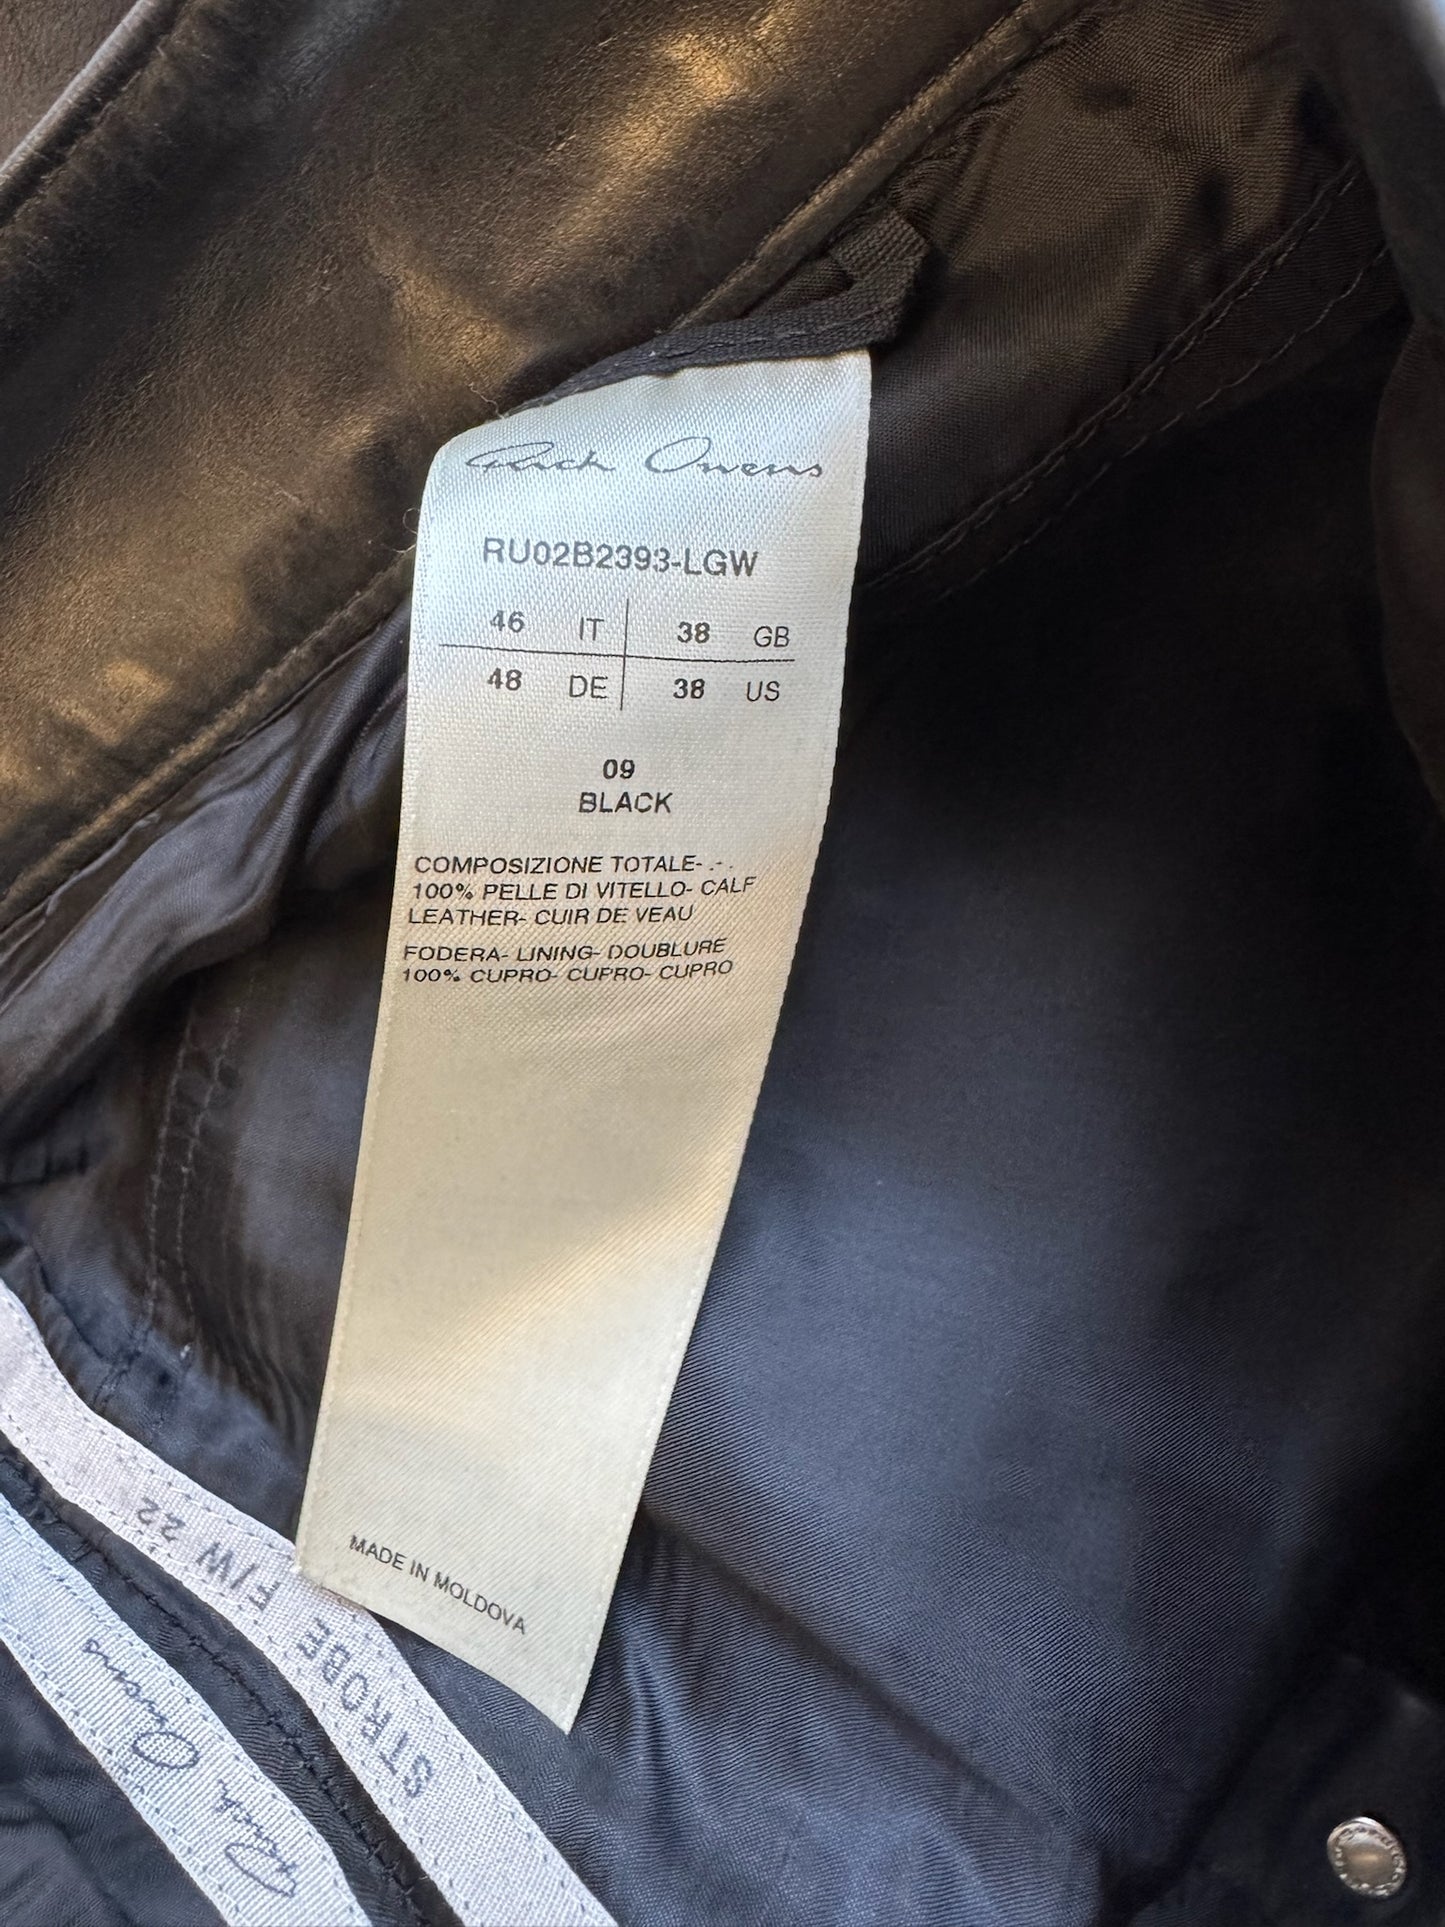 Rick Owens
RU02B2393-LGW
46 IT 38 GB
48 DE 38 US
09
BLACK
COMPOSIZIONE TOTALE-
100% PELLE DI VITELLO- CALF
LEATHER- CUIR DE VEAU
FODERA- LINING- DOUBLURE
100% CUPRO- CUPRO- CUPRO
MADE IN MOLDOVA
STROBE F/W 22
Rick Owens